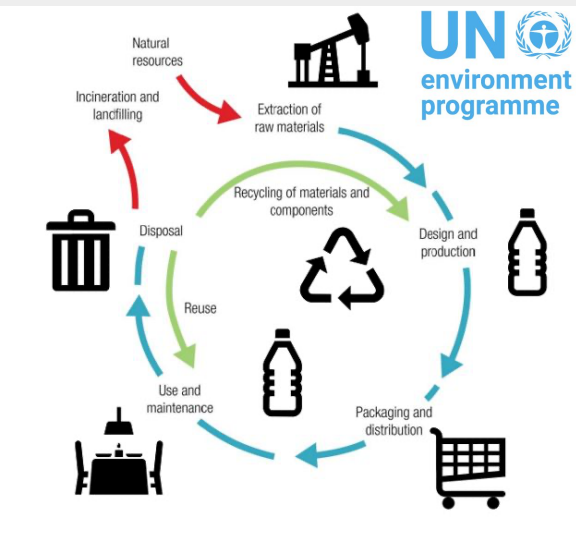 UN
environment
programme
Natural
resources
Incineration and
landfilling
Extraction of
raw materials
Recycling of materials and
components
Disposal
Design and
production
Reuse
Use and
maintenance
Packaging and
distribution